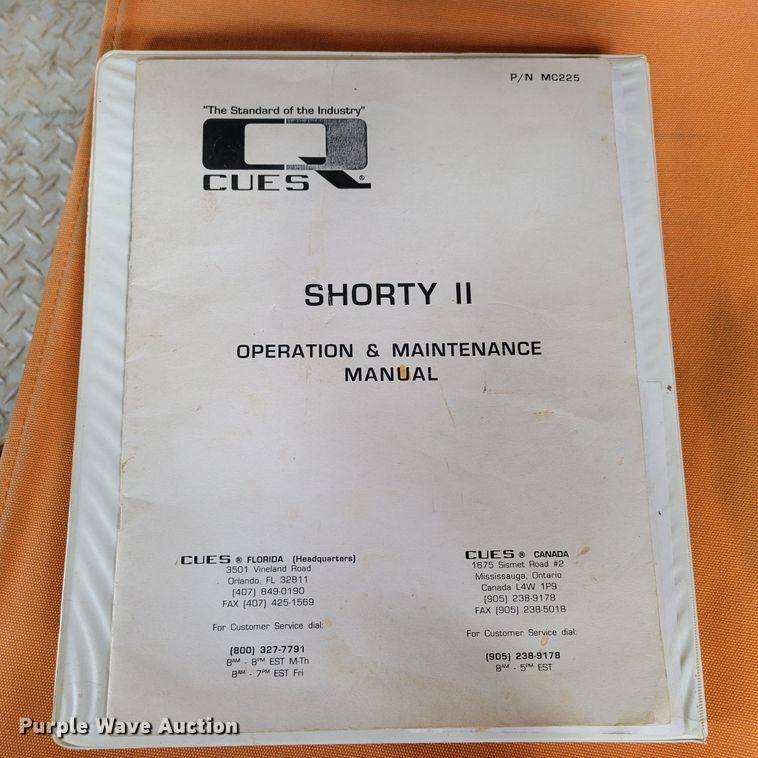 P/N MC225
"The Standard of the Industry"
CUES ®
SHORTY II
OPERATION & MAINTENANCE
MANUAL
CUES ® FLORIDA (Headquarters)
3501 Vineland Road
Orlando, FL 32811
(407) 849-0190
FAX (407) 425-1569
For Customer Service dial:
(800) 327-7791
8AM - 8PM EST M-Th
8AM - 7PM EST Fri
CUES ® CANADA
1675 Sismet Road #2
Mississauga, Ontario
Canada L4W 1P9
(905) 238-9178
FAX (905) 238-5018
For Customer Service dial:
(905) 238-9178
8AM - 5PM EST
Purple Wave Auction